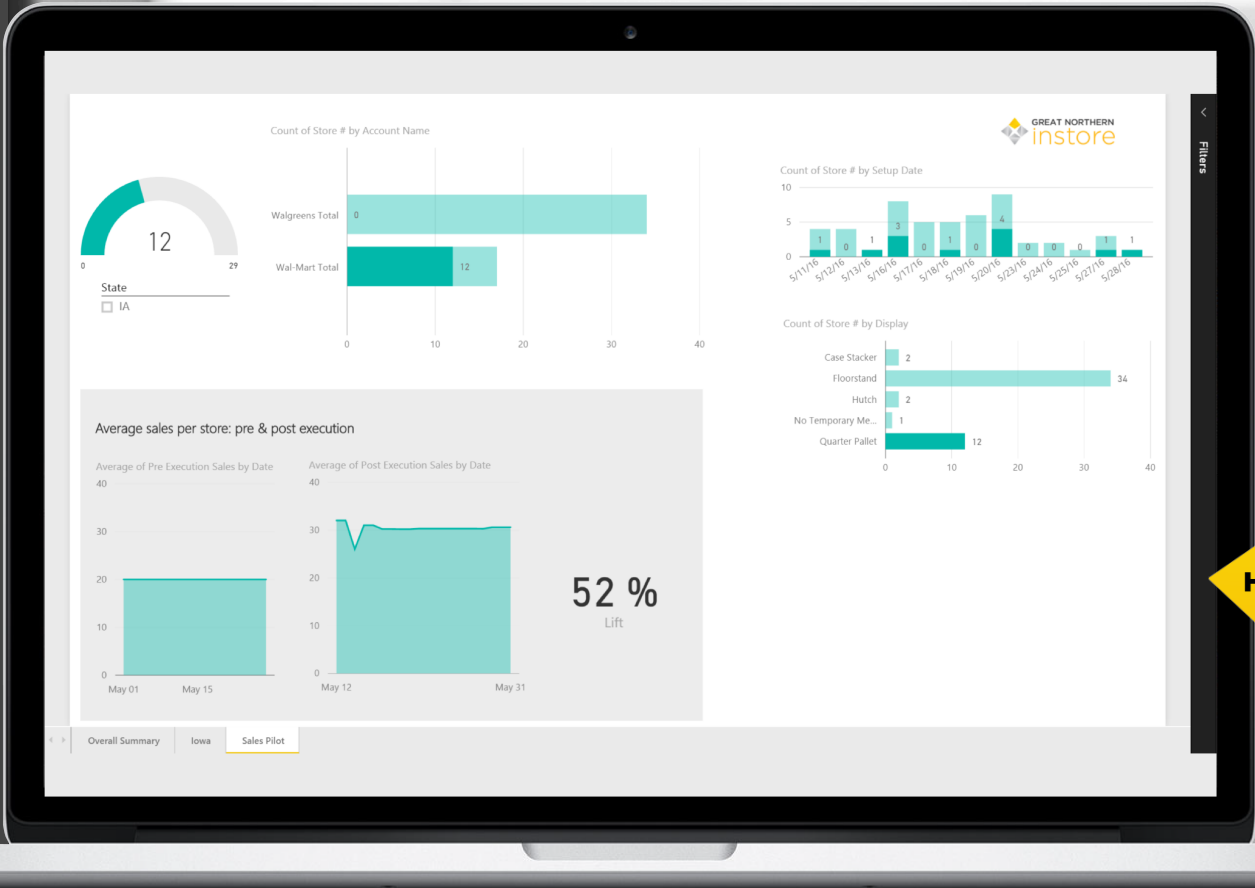 GREAT NORTHERN
instore
Filters
Count of Store # by Account Name
Walgreens Total
0
Wal-Mart Total
12
0
10
20
30
40
12
0
29
State
IA
Count of Store # by Setup Date
10
5
0
1
0
1
3
0
1
0
4
0
0
0
1
1
5/11/16
5/12/16
5/13/16
5/16/16
5/17/16
5/18/16
5/19/16
5/20/16
5/23/16
5/24/16
5/25/16
5/27/16
5/28/16
Count of Store # by Display
Case Stacker 2
Floorstand 34
Hutch 2
No Temporary Me... 1
Quarter Pallet 12
0 10 20 30 40
Average sales per store: pre & post execution
Average of Pre Execution Sales by Date
40
30
20
10
0
May 01 May 15
Average of Post Execution Sales by Date
40
30
20
10
0
May 12 May 31
52 %
Lift
H
Overall Summary Iowa Sales Pilot